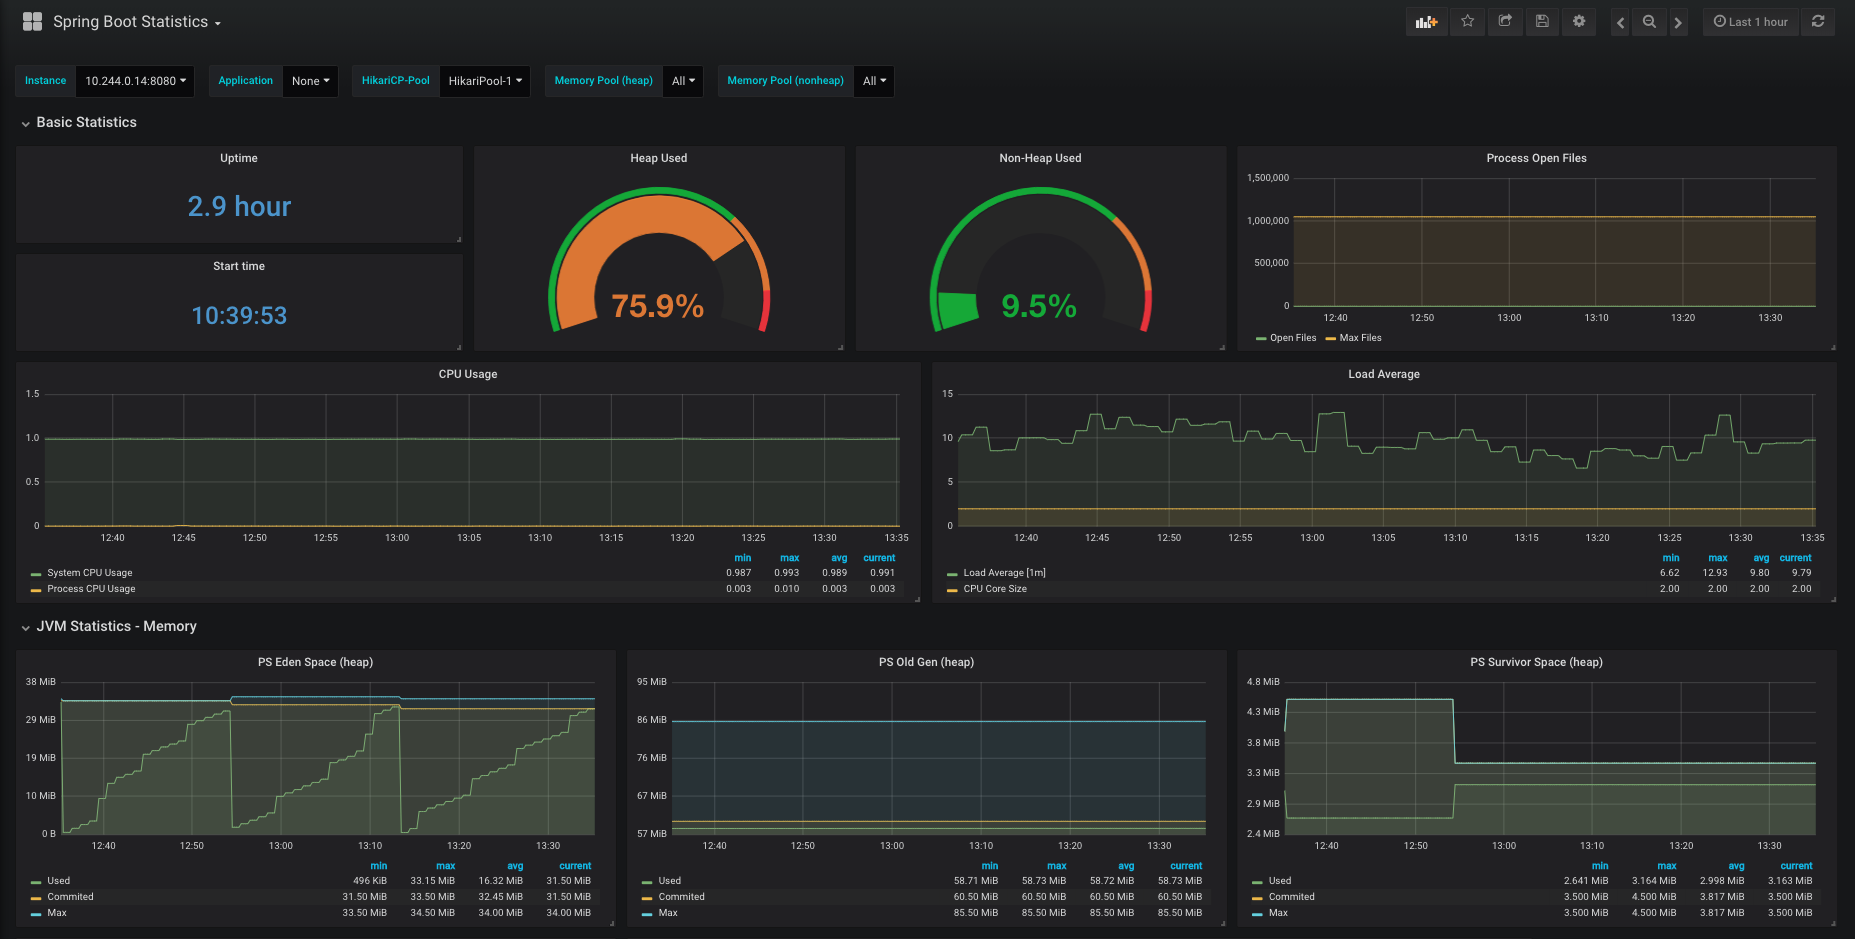 Spring Boot Statistics
Last 1 hour
Instance 10.244.0.14:8080 Application None HikariCP-Pool HikariPool-1 Memory Pool (heap) All Memory Pool (nonheap) All
Basic Statistics
Uptime
2.9 hour
Start time
10:39:53
Heap Used
75.9%
Non-Heap Used
9.5%
Process Open Files
1,500,000
1,000,000
500,000
0
12:40 12:50 13:00 13:10 13:20 13:30
Open Files Max Files
CPU Usage
1.5
1.0
0.5
0
12:40 12:45 12:50 12:55 13:00 13:05 13:10 13:15 13:20 13:25 13:30 13:35
min max avg current
System CPU Usage 0.987 0.993 0.989 0.991
Process CPU Usage 0.003 0.010 0.003 0.003
Load Average
15
10
5
0
12:40 12:45 12:50 12:55 13:00 13:05 13:10 13:15 13:20 13:25 13:30 13:35
min max avg current
Load Average [1m] 6.62 12.93 9.80 9.79
CPU Core Size 2.00 2.00 2.00 2.00
JVM Statistics - Memory
PS Eden Space (heap)
38 MiB
29 MiB
19 MiB
10 MiB
0 B
12:40 12:50 13:00 13:10 13:20 13:30
min max avg current
Used 496 KiB 33.15 MiB 16.32 MiB 31.50 MiB
Commited 31.50 MiB 33.50 MiB 32.45 MiB 31.50 MiB
Max 33.50 MiB 34.50 MiB 34.00 MiB 34.00 MiB
PS Old Gen (heap)
95 MiB
86 MiB
76 MiB
67 MiB
57 MiB
12:40 12:50 13:00 13:10 13:20 13:30
min max avg current
Used 58.71 MiB 58.73 MiB 58.72 MiB 58.73 MiB
Commited 60.50 MiB 60.50 MiB 60.50 MiB 60.50 MiB
Max 85.50 MiB 85.50 MiB 85.50 MiB 85.50 MiB
PS Survivor Space (heap)
4.8 MiB
4.3 MiB
3.8 MiB
3.3 MiB
2.9 MiB
2.4 MiB
12:40 12:50 13:00 13:10 13:20 13:30
min max avg current
Used 2.641 MiB 3.164 MiB 2.998 MiB 3.163 MiB
Commited 3.500 MiB 4.500 MiB 3.817 MiB 3.500 MiB
Max 3.500 MiB 4.500 MiB 3.817 MiB 3.500 MiB